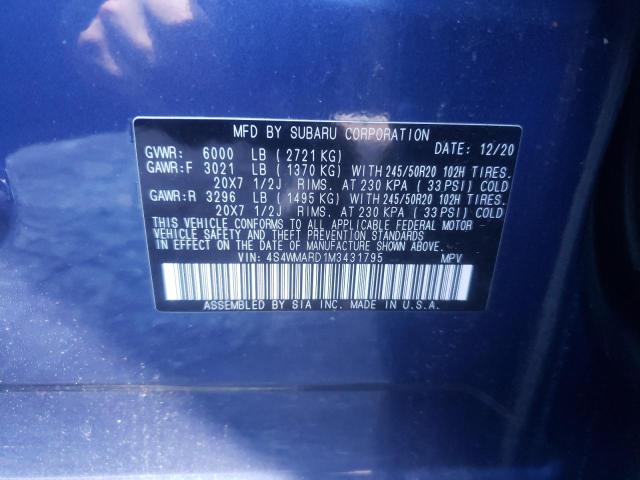 MFD BY SUBARU CORPORATION DATE: 12/20
GVWR: 6000 LB (2721 KG)
GAWR:F 3021 LB (1370 KG) WITH 245/50R20 102H TIRES,
20X7 1/2J RIMS, AT 230 KPA (33 PSI) COLD
GAWR:R 3296 LB (1495 KG) WITH 245/50R20 102H TIRES,
20X7 1/2J RIMS, AT 230 KPA (33 PSI) COLD
THIS VEHICLE CONFORMS TO ALL APPLICABLE FEDERAL MOTOR
VEHICLE SAFETY AND THEFT PREVENTION STANDARDS IN EFFECT
ON THE DATE OF MANUFACTURE SHOWN ABOVE.
VIN: 4S4WMARD1M3431795 MPV
ASSEMBLED BY SIA INC. MADE IN U.S.A.